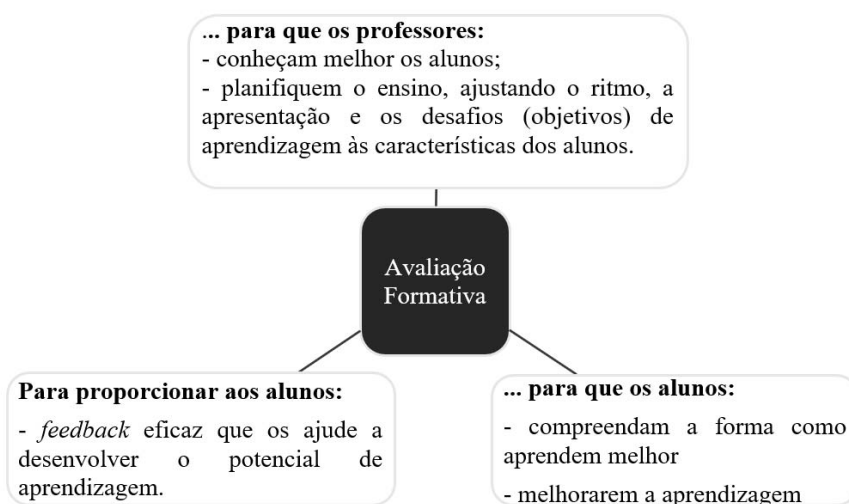 ... para que os professores:
- conheçam melhor os alunos;
- planifiquem o ensino, ajustando o ritmo, a
apresentação e os desafios (objetivos) de
aprendizagem às características dos alunos.
Avaliação
Formativa
Para proporcionar aos alunos:
- feedback eficaz que os ajude a
desenvolver o potencial de
aprendizagem.
... para que os alunos:
- compreendam a forma como
aprendem melhor
- melhorarem a aprendizagem